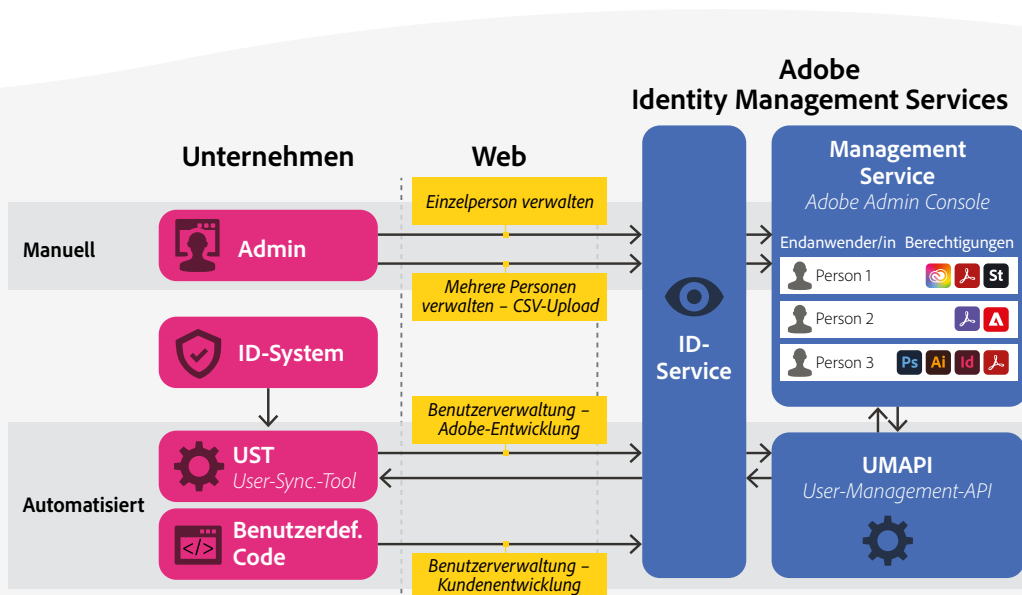 Adobe
Identity Management Services
Unternehmen
Web
Manuell
Admin
Einzelperson verwalten
Mehrere Personen
verwalten – CSV-Upload
ID-System
Automatisiert
UST
User-Sync.-Tool
Benutzerdef.
Code
</>
Benutzerverwaltung –
Adobe-Entwicklung
Benutzerverwaltung –
Kundenentwicklung
ID-
Service
Management
Service
Adobe Admin Console
Endanwender/in Berechtigungen
Person 1 St
Person 2
Person 3 Ps Ai Id
UMAPI
User-Management-API